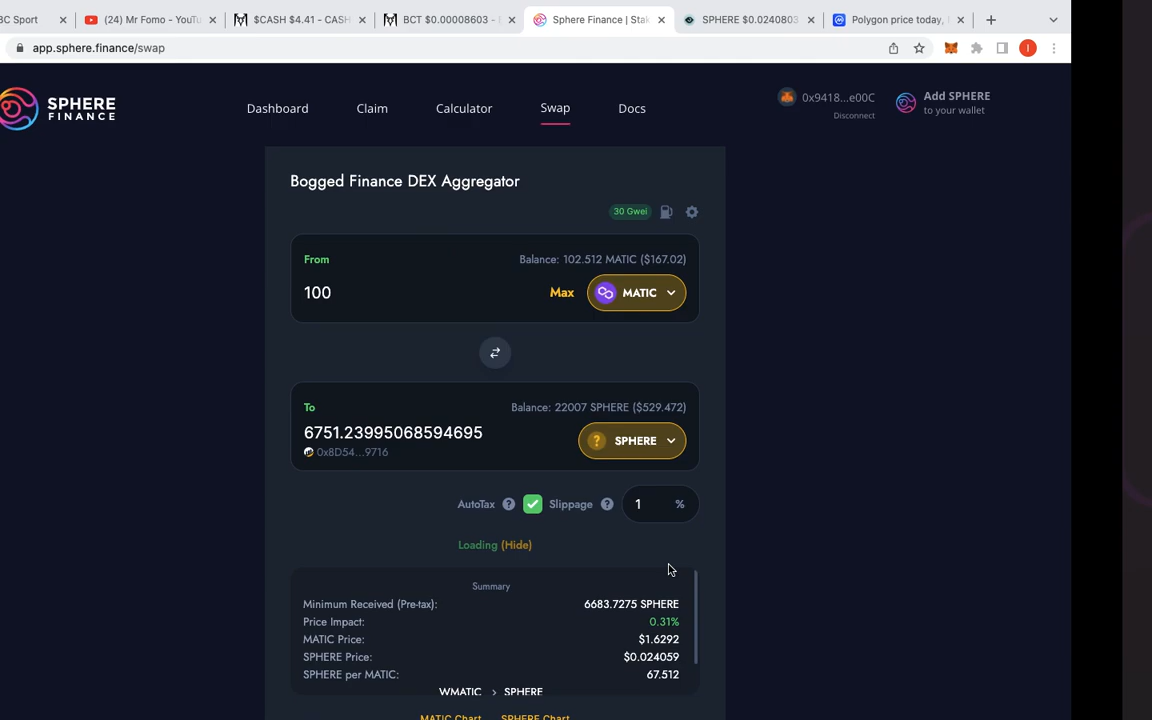 BC Sport
(24) Mr Fomo - YouTu
$CASH $4.41 - CASH
BCT $0.00008603 -
Sphere Finance | Stak
SPHERE $0.0240803
Polygon price today,
app.sphere.finance/swap
I
SPHERE
FINANCE
Dashboard
Claim
Calculator
Swap
Docs
0x9418...e00C
Disconnect
Add SPHERE
to your wallet
Bogged Finance DEX Aggregator
30 Gwei
From
Balance: 102.512 MATIC ($167.02)
100
Max
MATIC
To
Balance: 22007 SPHERE ($529.472)
6751.23995068594695
? SPHERE
0x8D54...9716
AutoTax ? Slippage ? 1 %
Loading (Hide)
Summary
Minimum Received (Pre-tax): 6683.7275 SPHERE
Price Impact: 0.31%
MATIC Price: $1.6292
SPHERE Price: $0.024059
SPHERE per MATIC: 67.512
WMATIC > SPHERE
MATIC Chart SPHERE Chart